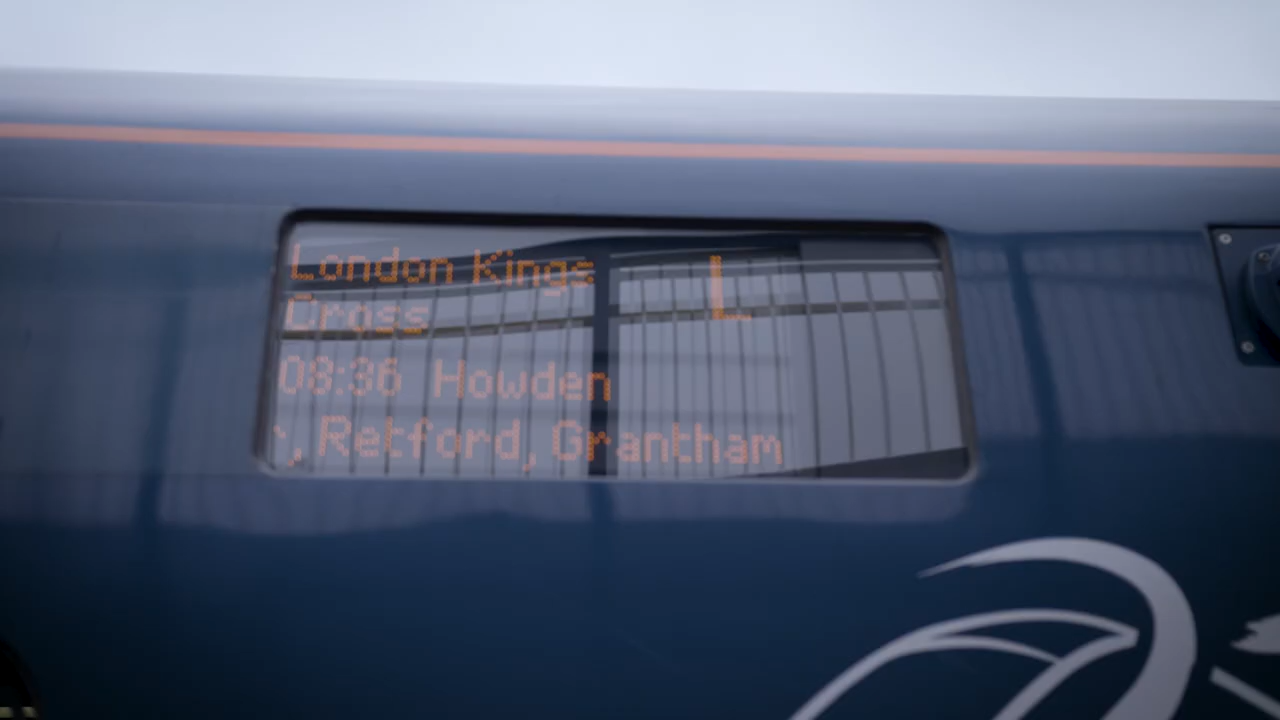 London Kings
L
Cross
08:36 Howden
, Retford, Grantham